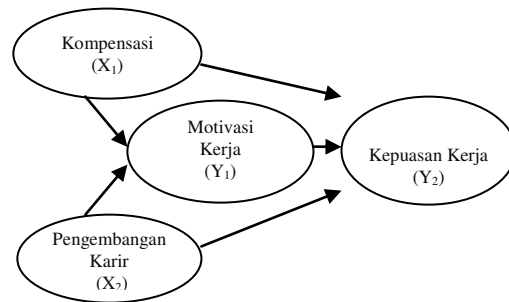 Kompensasi
(X₁)
Motivasi
Kerja
(Y₁)
Kepuasan Kerja
(Y₂)
Pengembangan
Karir
(X₂)